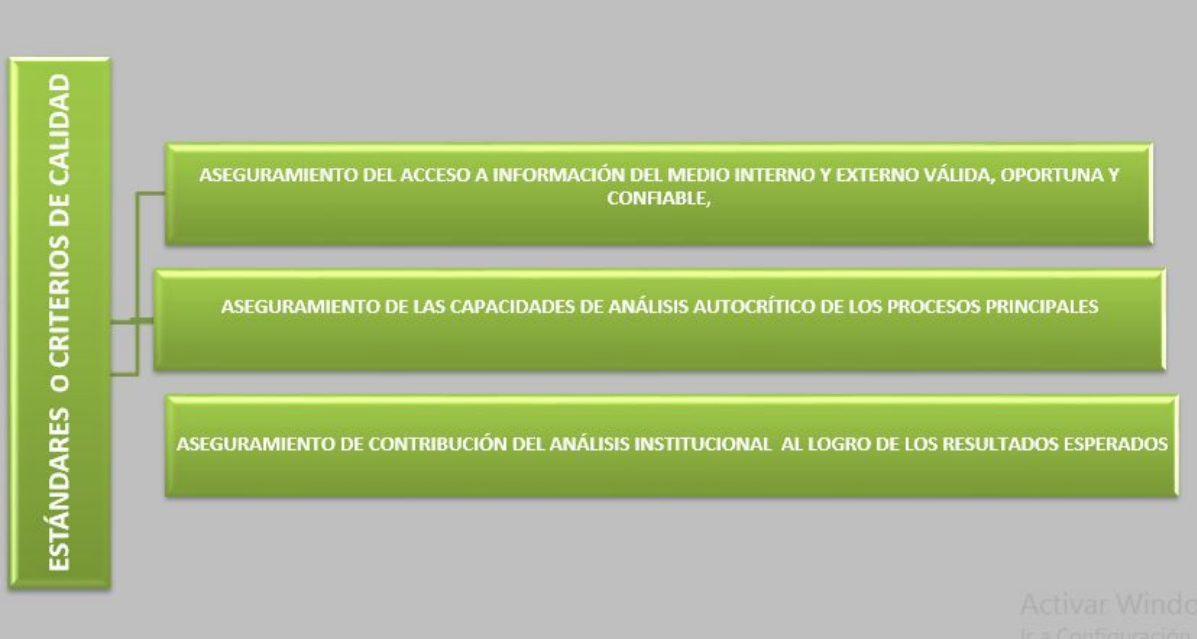 ESTÁNDARES O CRITERIOS DE CALIDAD
ASEGURAMIENTO DEL ACCESO A INFORMACIÓN DEL MEDIO INTERNO Y EXTERNO VÁLIDA, OPORTUNA Y
CONFIABLE,
ASEGURAMIENTO DE LAS CAPACIDADES DE ANÁLISIS AUTOCRÍTICO DE LOS PROCESOS PRINCIPALES
ASEGURAMIENTO DE CONTRIBUCIÓN DEL ANÁLISIS INSTITUCIONAL AL LOGRO DE LOS RESULTADOS ESPERADOS
Activar Windo
Ir a Configuración